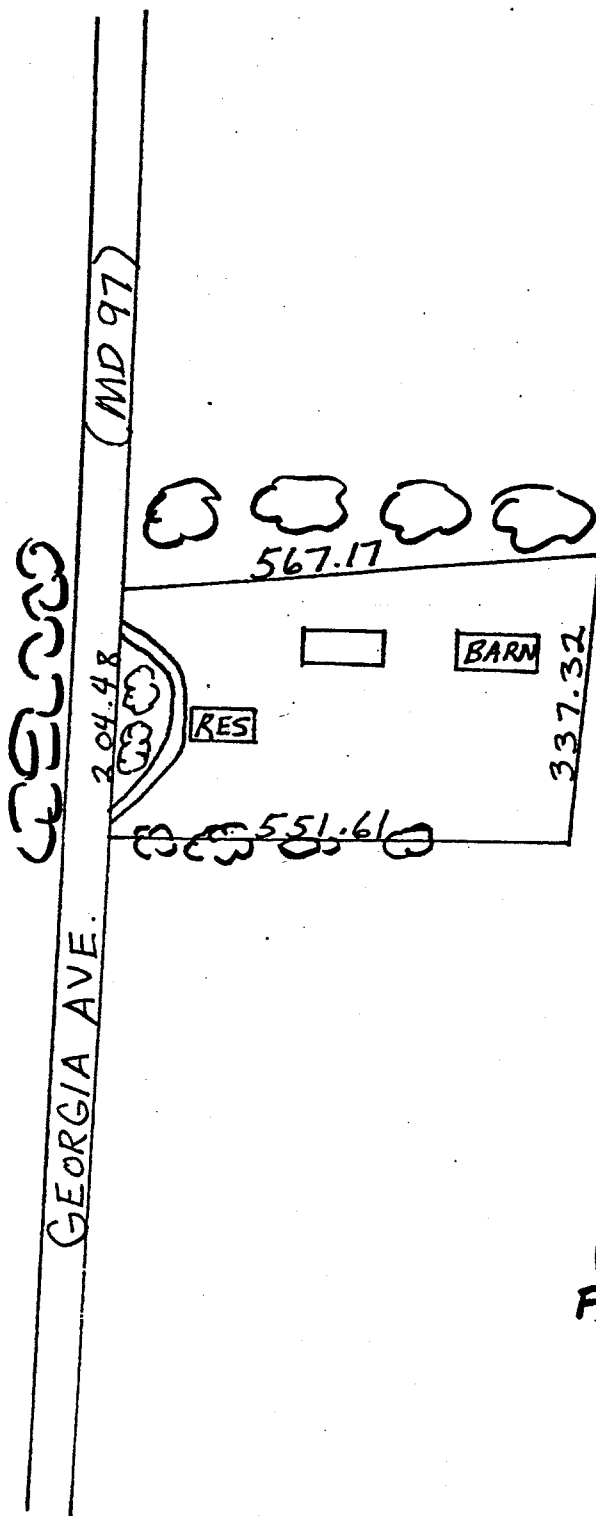 (MD 97)
567.17
204.48
BARN
337.32
RES
551.61
GEORGIA AVE.